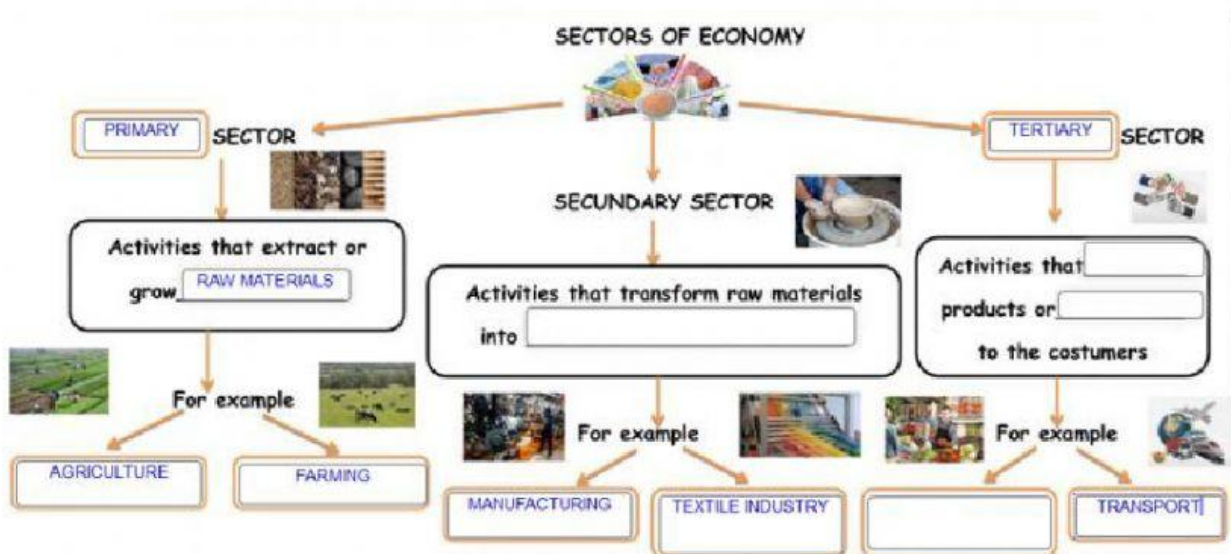 SECTORS OF ECONOMY
PRIMARY SECTOR
TERTIARY SECTOR
SECUNDARY SECTOR
Activities that extract or
grow RAW MATERIALS
Activities that transform raw materials
into
Activities that
products or
to the costumers
For example
For example
For example
AGRICULTURE
FARMING
MANUFACTURING
TEXTILE INDUSTRY
TRANSPORT